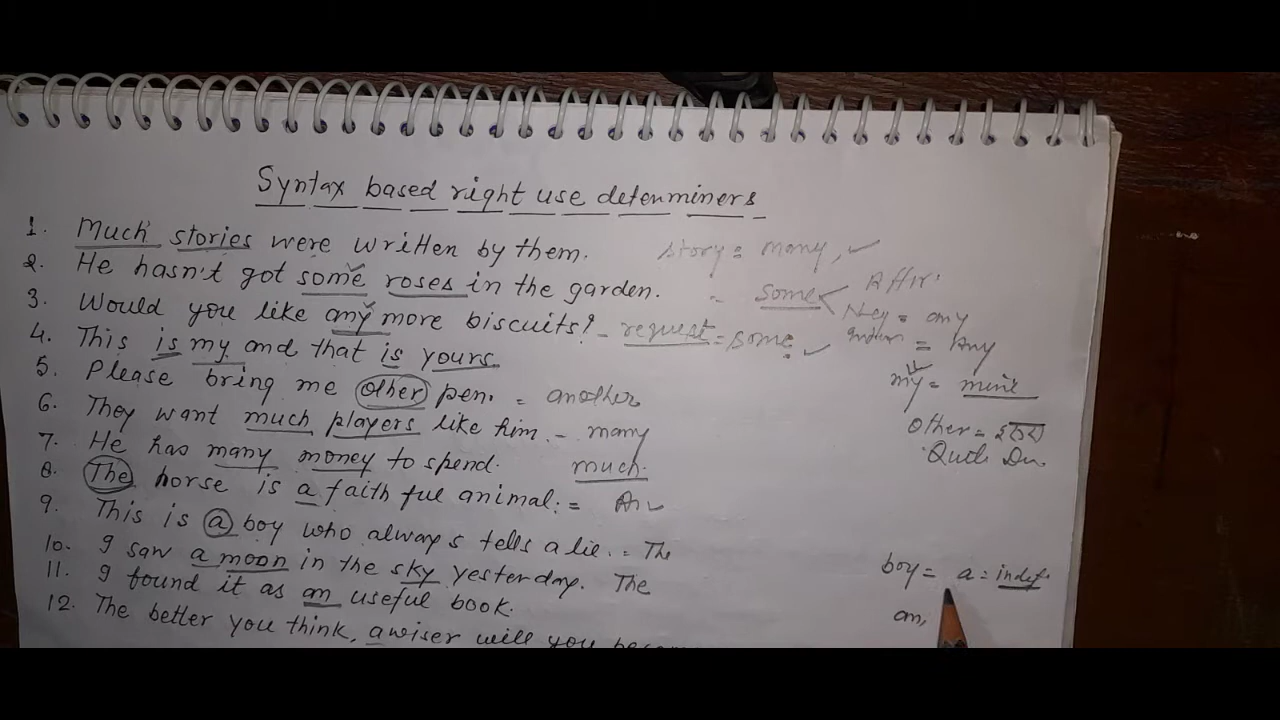 Syntax based right use determiners
1. Much stories were written by them. story = many,
2. He hasn't got some roses in the garden. = some Affir.
Neg = any
3. Would you like any more biscuits? - request = some
= Any
4. This is my and that is yours.
my = mine
5. Please bring me other pen. = another
6. They want much players like him. - many
other =
7. He has many money to spend. much.
8. The horse is a faithful animal. =
9. This is a boy who always tells a lie. = The
10. I saw a moon in the sky yesterday. The
boy = a = indef.
11. I found it as an useful book.
an,
12. The better you think, a wiser will you